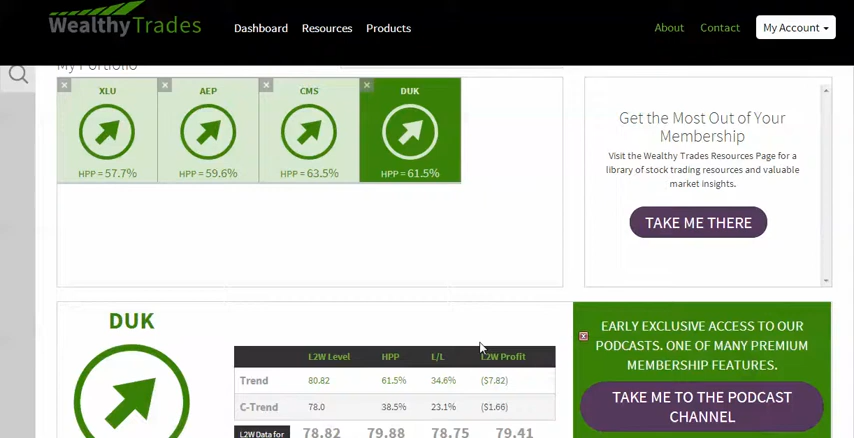 WealthyTrades
Dashboard Resources Products
About Contact My Account
My Portfolio
XLU AEP CMS DUK
HPP = 57.7% HPP = 59.6% HPP = 63.5% HPP = 61.5%
Get the Most Out of Your
Membership
Visit the Wealthy Trades Resources Page for a
library of stock trading resources and valuable
market insights.
TAKE ME THERE
DUK
L2W Level HPP L/L L2W Profit
Trend 80.82 61.5% 34.6% ($7.82)
C-Trend 78.0 38.5% 23.1% ($1.66)
L2W Data for 78.82 79.88 78.75 79.41
EARLY EXCLUSIVE ACCESS TO OUR
PODCASTS. ONE OF MANY PREMIUM
MEMBERSHIP FEATURES.
TAKE ME TO THE PODCAST
CHANNEL